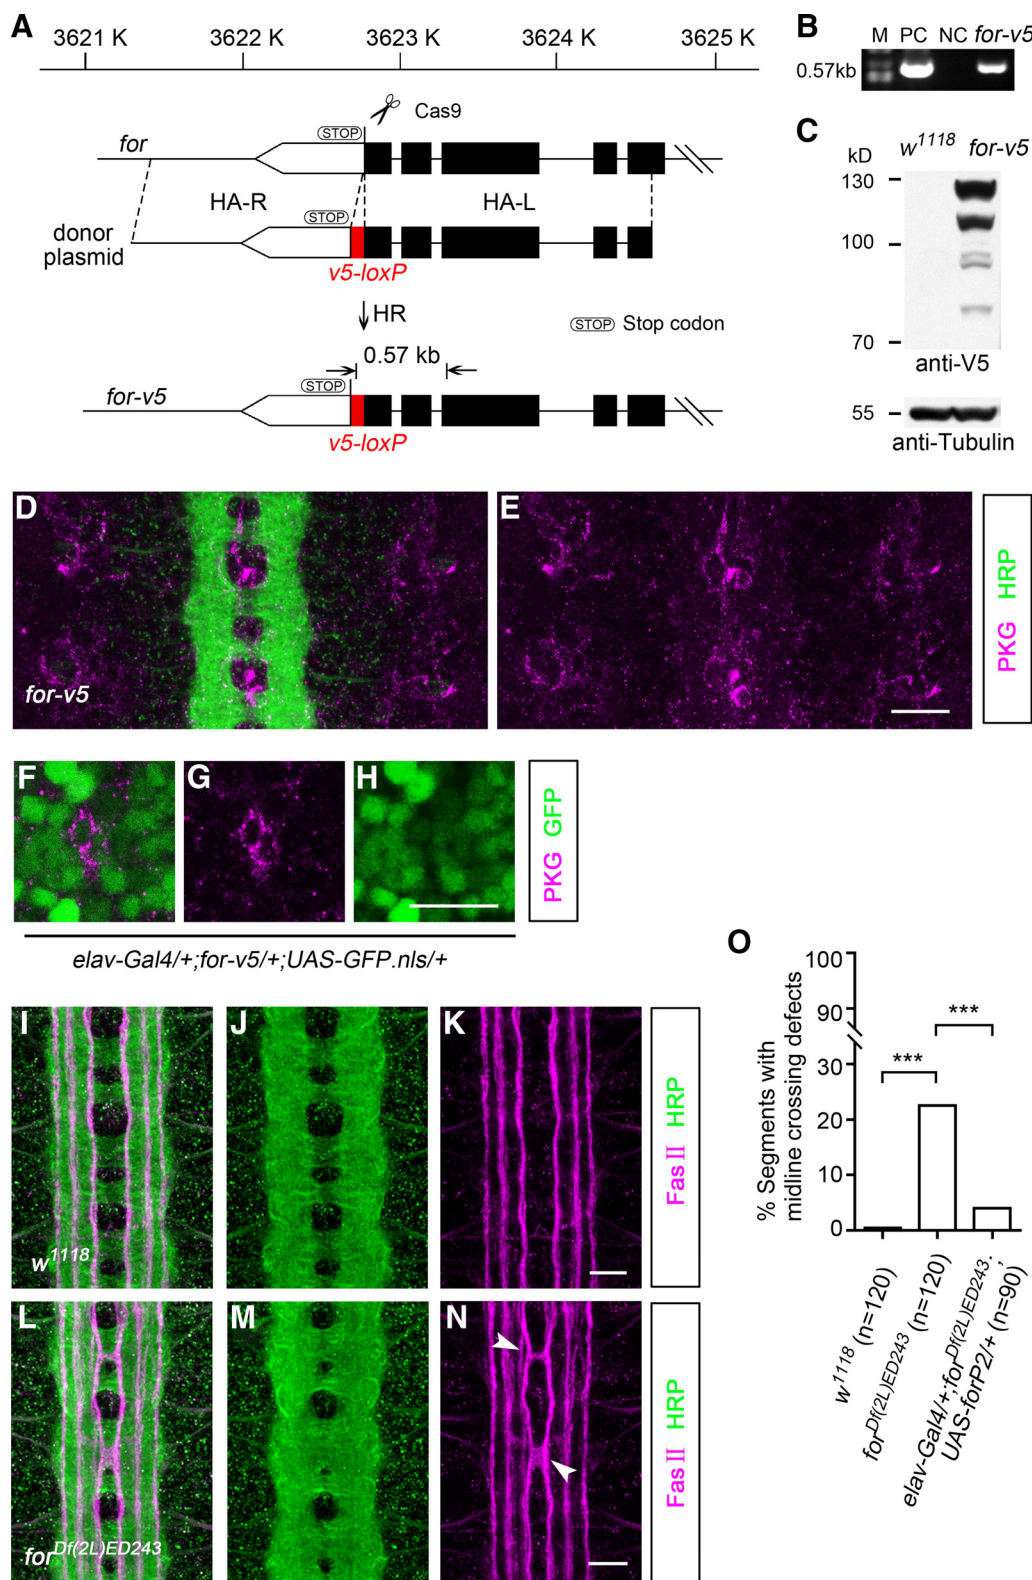 A
3621 K 3622 K 3623 K 3624 K 3625 K
Cas9
STOP
for
HA-R HA-L
STOP
donor
plasmid
v5-loxP
HR
STOP Stop codon
0.57 kb
STOP
for-v5
v5-loxP
B
M PC NC for-v5
0.57kb
C
w1118 for-v5
kD
130
100
70
anti-V5
55
anti-Tubulin
D
for-v5
E
PKG HRP
F
G
H
PKG GFP
elav-Gal4/+;for-v5/+;UAS-GFP.nls/+
I
w1118
J
K
Fas II HRP
L
forDf(2L)ED243
M
N
Fas II HRP
O
% Segments with
midline crossing defects
100
90
30
20
10
0
***
***
w1118 (n=120)
forDf(2L)ED243 (n=120)
elav-Gal4/+;forDf(2L)ED243;
UAS-forP2/+ (n=90)